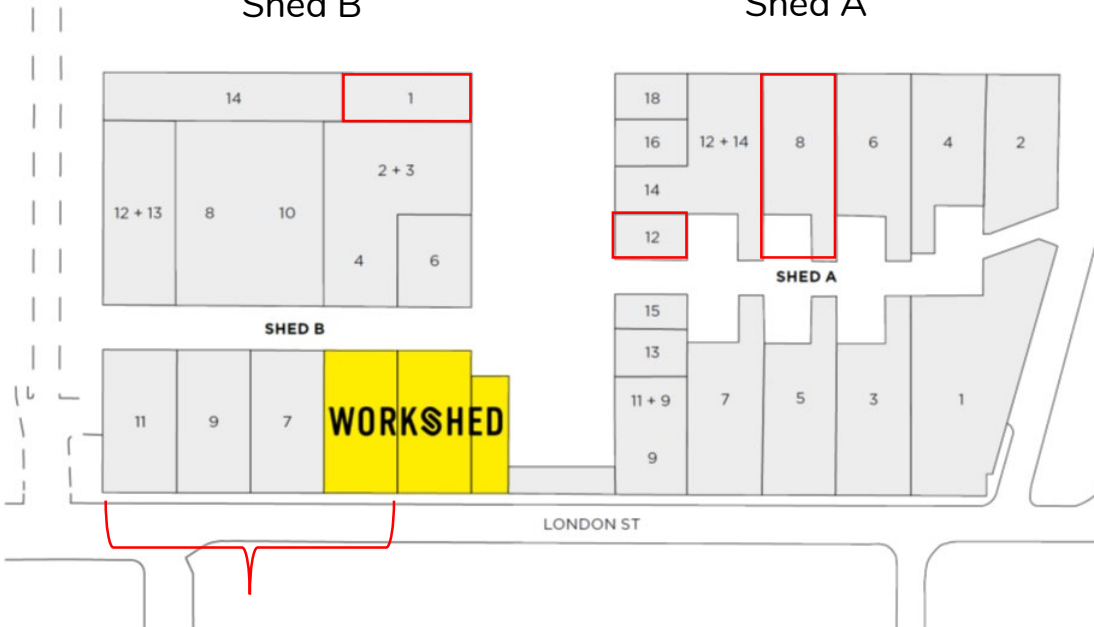 Shed B
Shed A
14
1
12 + 13
8
10
2 + 3
4
6
SHED B
11
9
7
WORKSHED
18
16
14
12
12 + 14
8
6
4
2
SHED A
15
13
11 + 9
9
7
5
3
1
LONDON ST